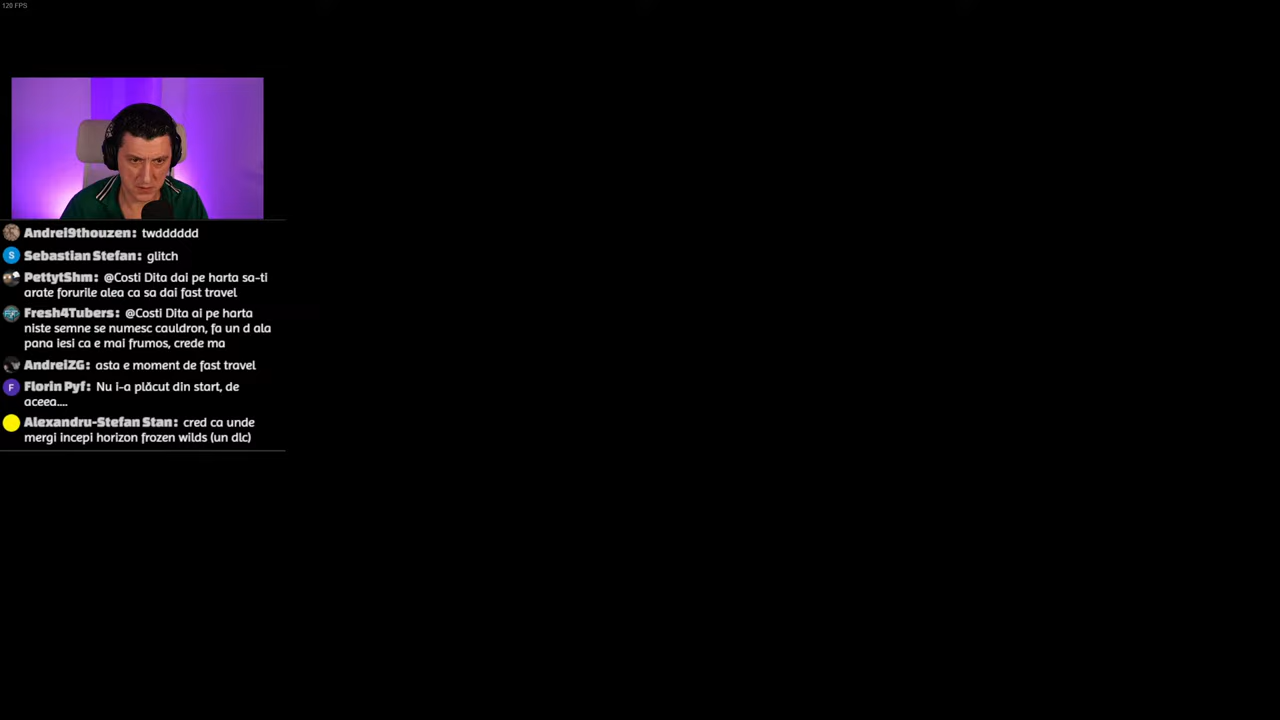 120 FPS
Andrei9thouzen: twdddddd
S Sebastian Stefan: glitch
PettytShm: @Costi Dita dai pe harta sa-ti
arate forurile alea ca sa dai fast travel
Fresh4Tubers: @Costi Dita ai pe harta
niste semne se numesc cauldron, fa un d ala
pana iesi ca e mai frumos, crede ma
AndreiZG: asta e moment de fast travel
F Florin Pyf: Nu i-a plăcut din start, de
aceea....
Alexandru-Stefan Stan: cred ca unde
mergi incepi horizon frozen wilds (un dlc)